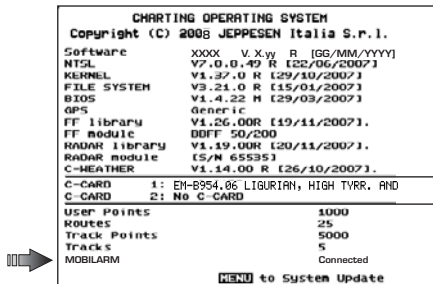 CHARTING OPERATING SYSTEM
Copyright (C) 2008 JEPPESEN Italia S.r.l.
Software XXXX V. X.yy R [GG/MM/YYYY]
NTSL V7.0.0.49 R [22/06/2007]
KERNEL V1.37.0 R [29/10/2007]
FILE SYSTEM V3.21.0 R [15/01/2007]
BIOS V1.4.22 M [29/03/2007]
GPS Generic
FF library V1.26.00R [19/11/2007].
FF module DDFF 50/200
RADAR library V1.19.00R [20/11/2007].
RADAR module [S/N 65535]
C-WEATHER V1.14.00 R [26/10/2007].
C-CARD 1: EM-B954.06 LIGURIAN, HIGH TYRR. AND
C-CARD 2: No C-CARD
User Points 1000
Routes 25
Track Points 5000
Tracks 5
MOBILARM Connected
MENU to System Update